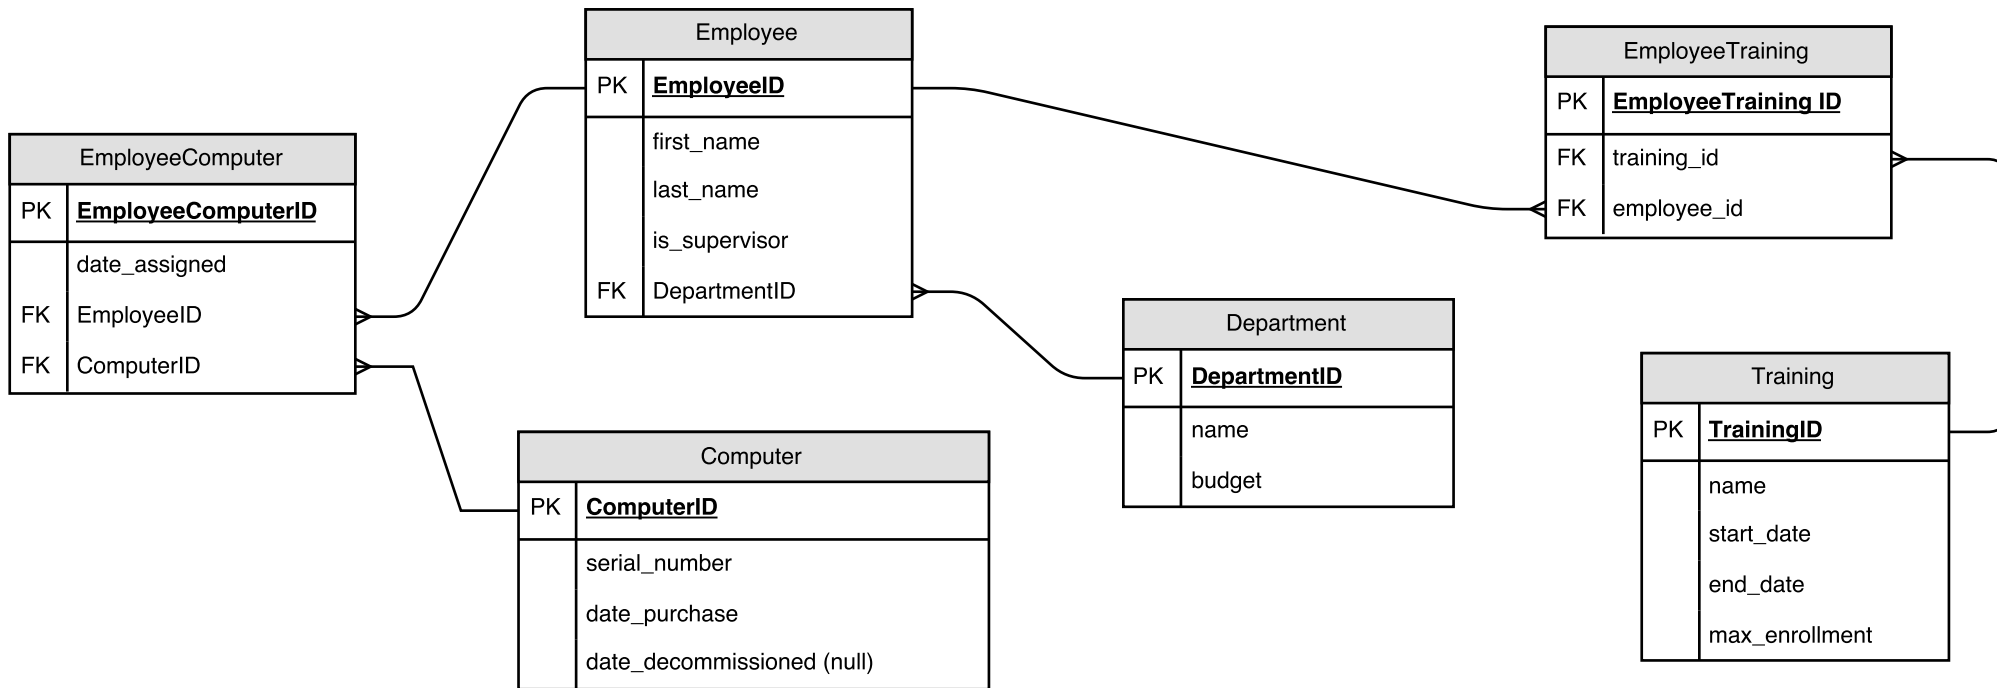 Employee
PK EmployeeID
first_name
last_name
is_supervisor
FK DepartmentID
EmployeeTraining
PK EmployeeTraining ID
FK training_id
FK employee_id
EmployeeComputer
PK EmployeeComputerID
date_assigned
FK EmployeeID
FK ComputerID
Department
PK DepartmentID
name
budget
Training
PK TrainingID
name
start_date
end_date
max_enrollment
Computer
PK ComputerID
serial_number
date_purchase
date_decommissioned (null)